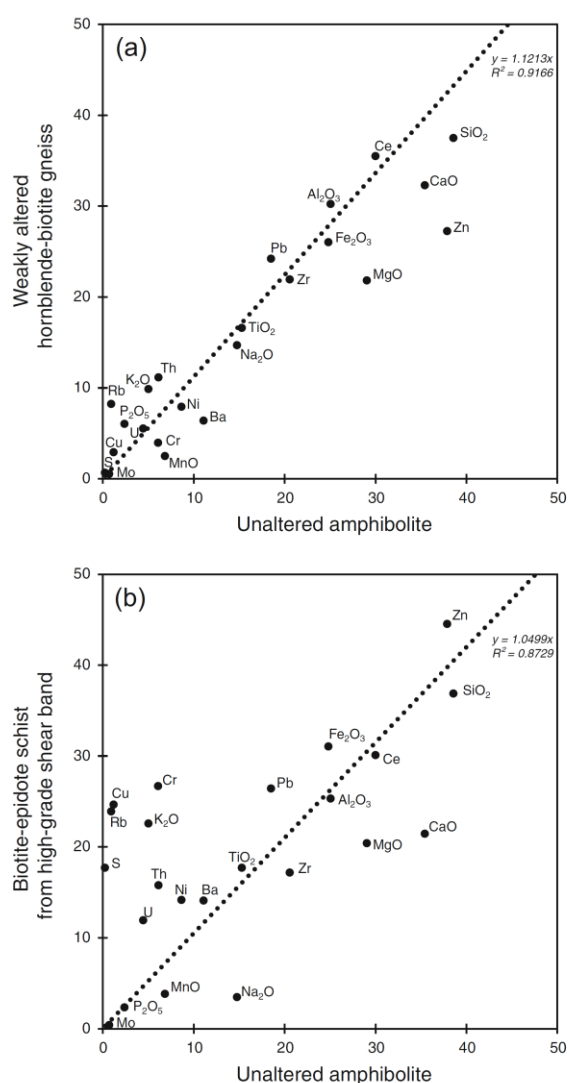 (a)
50
40
30
20
10
0
0 10 20 30 40 50
Weakly altered
hornblende-biotite gneiss
Unaltered amphibolite
y = 1.1213x
R² = 0.9166
SiO₂
Ce
CaO
Al₂O₃
Zn
Fe₂O₃
Pb
MgO
Zr
TiO₂
Na₂O
Th
K₂O
Rb
Ni
Ba
P₂O₅
U
Cr
Cu
MnO
S
Mo
(b)
50
40
30
20
10
0
0 10 20 30 40 50
Biotite-epidote schist
from high-grade shear band
Unaltered amphibolite
Zn
y = 1.0499x
R² = 0.8729
SiO₂
Fe₂O₃
Ce
Cr
Pb
Cu
Al₂O₃
Rb
K₂O
CaO
MgO
S
TiO₂
Zr
Th
Ni
Ba
U
MnO
Na₂O
P₂O₅
Mo